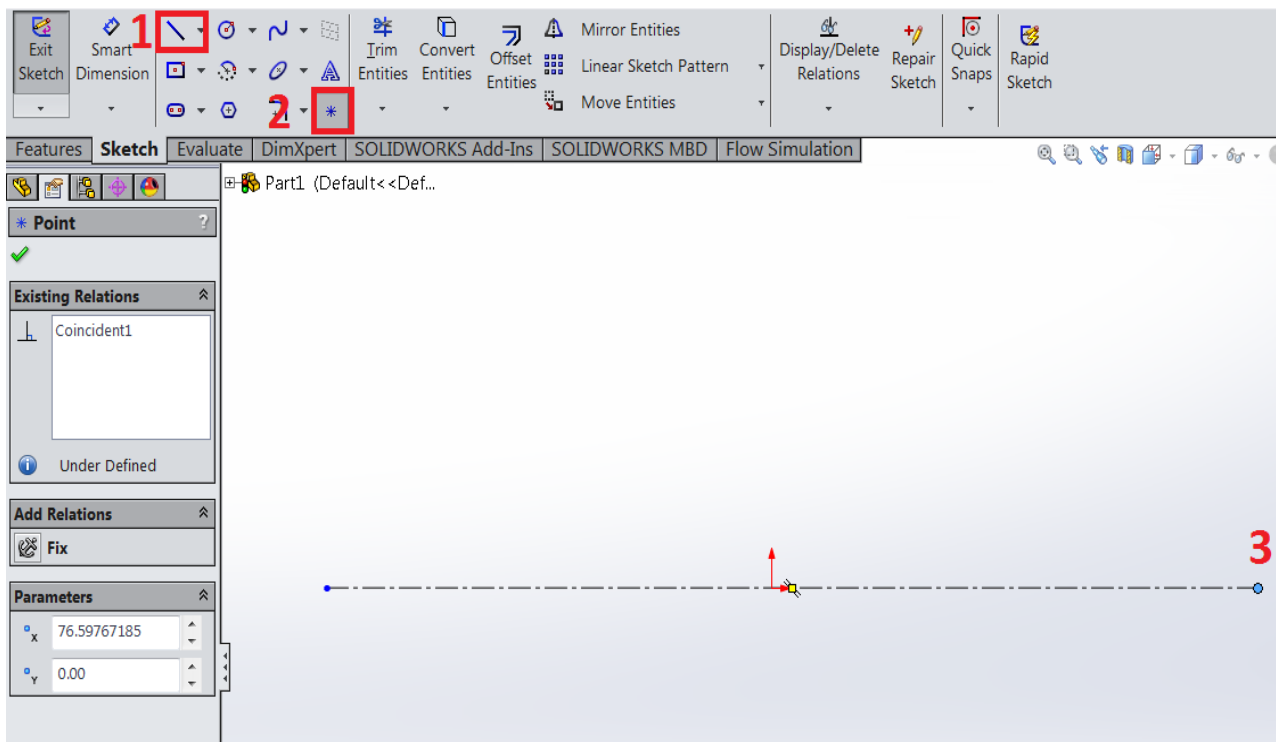 Exit Sketch
Smart Dimension
1
2
Trim Entities
Convert Entities
Offset Entities
Mirror Entities
Linear Sketch Pattern
Move Entities
Display/Delete Relations
Repair Sketch
Quick Snaps
Rapid Sketch
Features Sketch Evaluate DimXpert SOLIDWORKS Add-Ins SOLIDWORKS MBD Flow Simulation
Part1 (Default<<Def...
Point ?
Existing Relations
Coincident1
Under Defined
Add Relations
Fix
3
Parameters
X 76.59767185
Y 0.00